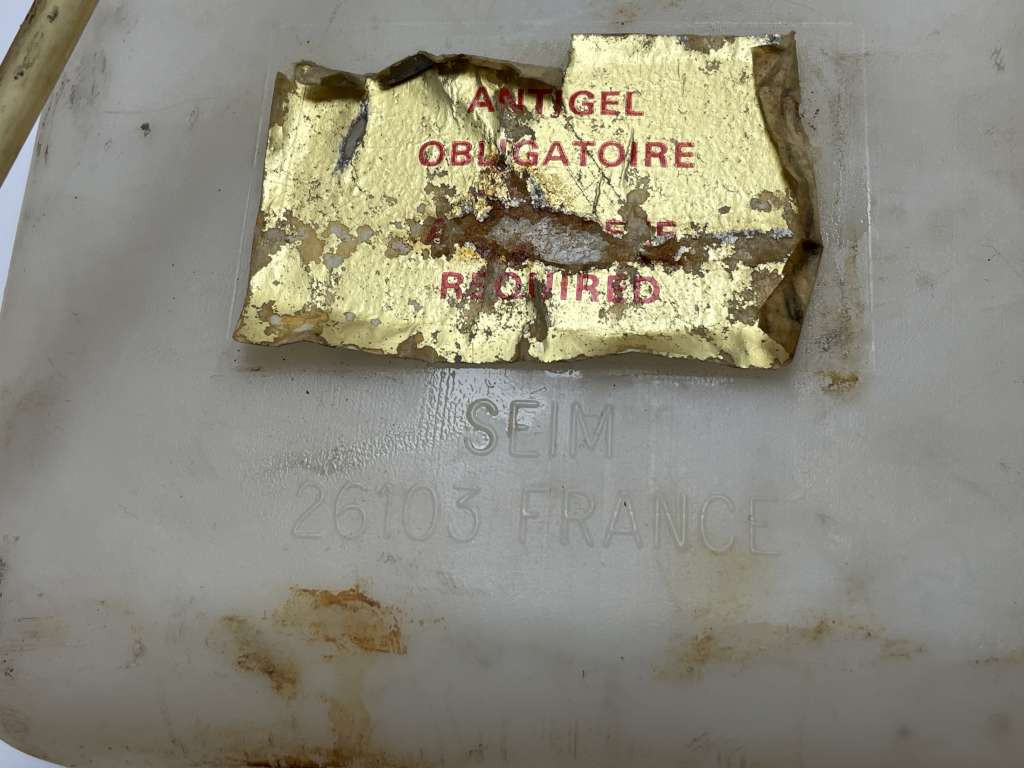 ANTIGEL
OBLIGATOIRE
REQUIRED
SEIM
26103 FRANCE